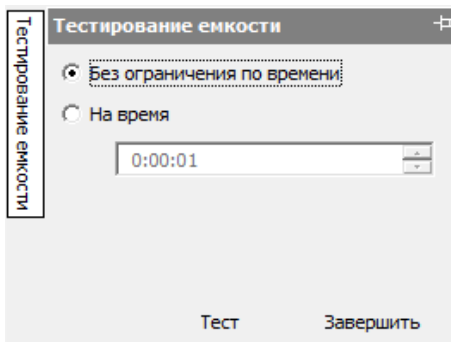 Тестирование емкости
Тестирование емкости
Без ограничения по времени
На время
0:00:01
Тест Завершить